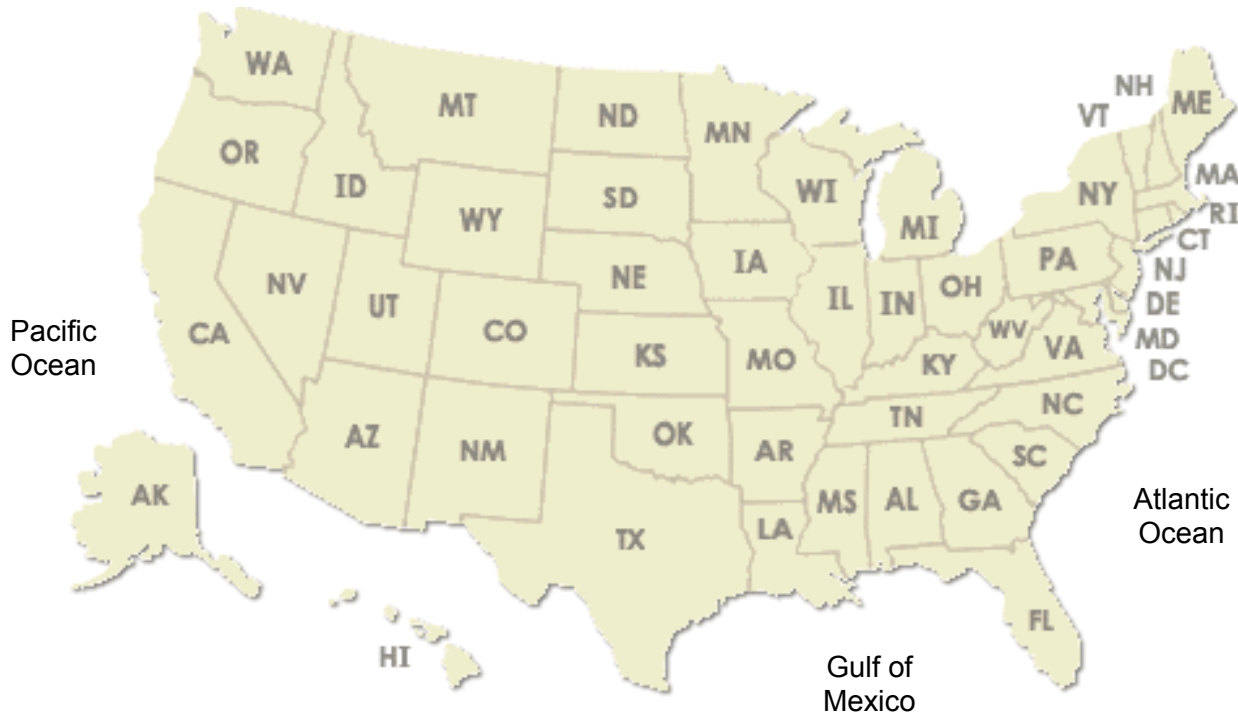 WA
MT
ND
MN
NH
ME
VT
OR
ID
SD
WI
MI
NY
MA
RI
CT
WY
NV
UT
NE
IA
PA
NJ
DE
MD
DC
IL
IN
OH
WV
VA
CA
CO
KS
MO
KY
Pacific
Ocean
AZ
NM
OK
AR
TN
NC
SC
AK
TX
LA
MS
AL
GA
Atlantic
Ocean
FL
HI
Gulf of
Mexico